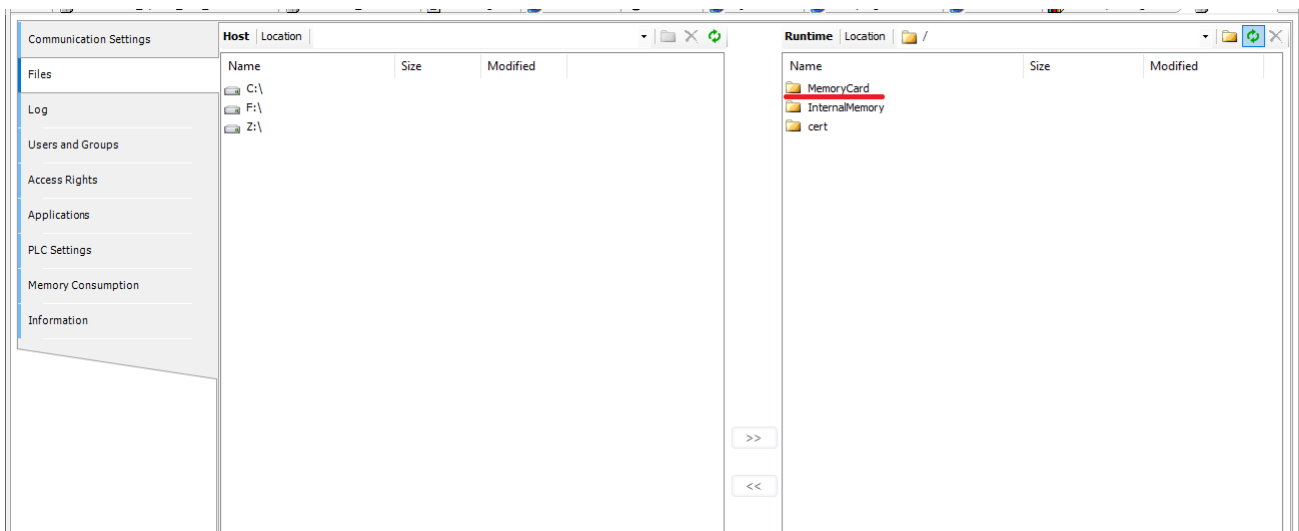 Communication Settings
Files
Log
Users and Groups
Access Rights
Applications
PLC Settings
Memory Consumption
Information
Host Location
Name Size Modified
C:\
F:\
Z:\
>>
<<
Runtime Location /
Name Size Modified
MemoryCard
InternalMemory
cert